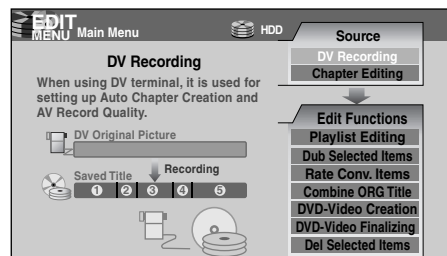 EDIT
MENU Main Menu
HDD
DV Recording
When using DV terminal, it is used for
setting up Auto Chapter Creation and
AV Record Quality.
DV Original Picture
Recording
Saved Title
1 2 3 4 5
Source
DV Recording
Chapter Editing
Edit Functions
Playlist Editing
Dub Selected Items
Rate Conv. Items
Combine ORG Title
DVD-Video Creation
DVD-Video Finalizing
Del Selected Items